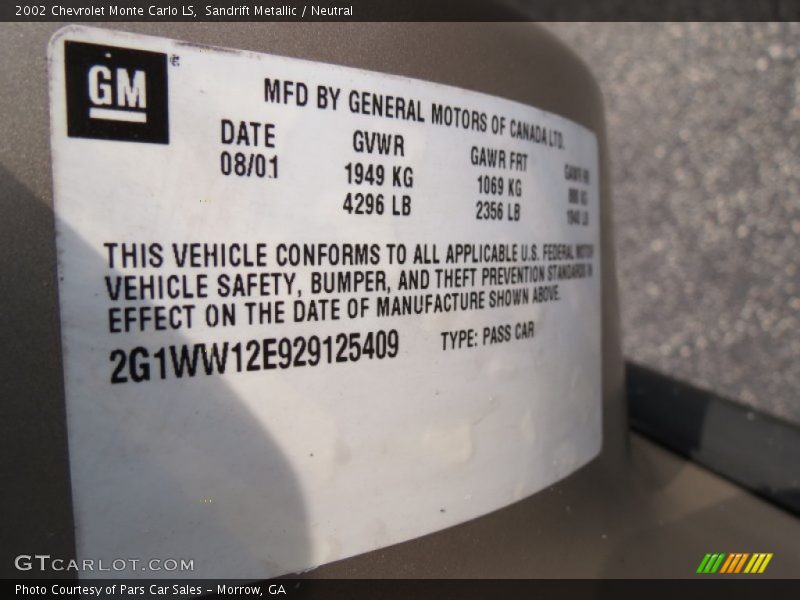 2002 Chevrolet Monte Carlo LS, Sandrift Metallic / Neutral
GM
MFD BY GENERAL MOTORS OF CANADA LTD.
DATE GVWR GAWR FRT
08/01 1949 KG 1069 KG
4296 LB 2356 LB
THIS VEHICLE CONFORMS TO ALL APPLICABLE U.S. FEDERAL MOTOR
VEHICLE SAFETY, BUMPER, AND THEFT PREVENTION STANDARDS IN
EFFECT ON THE DATE OF MANUFACTURE SHOWN ABOVE.
2G1WW12E929125409 TYPE: PASS CAR
GTCARLOT.COM
Photo Courtesy of Pars Car Sales - Morrow, GA